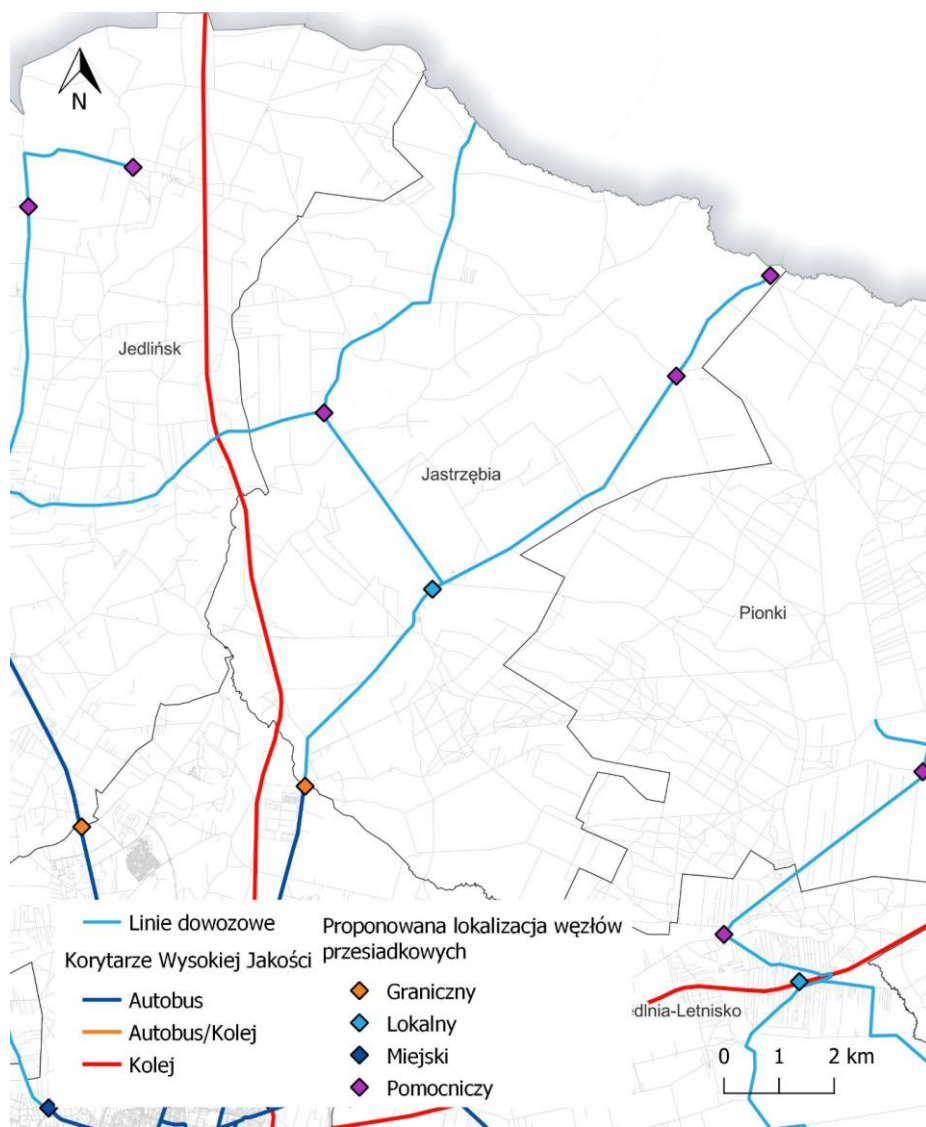 N
Jedlińsk
Jastrzębia
Pionki
Linie dowozowe
Korytarze Wysokiej Jakości
Autobus
Autobus/Kolej
Kolej
Proponowana lokalizacja węzłów
przesiadkowych
Graniczny
Lokalny
Miejski
Pomocniczy
dlnia-Letnisko
0 1 2 km